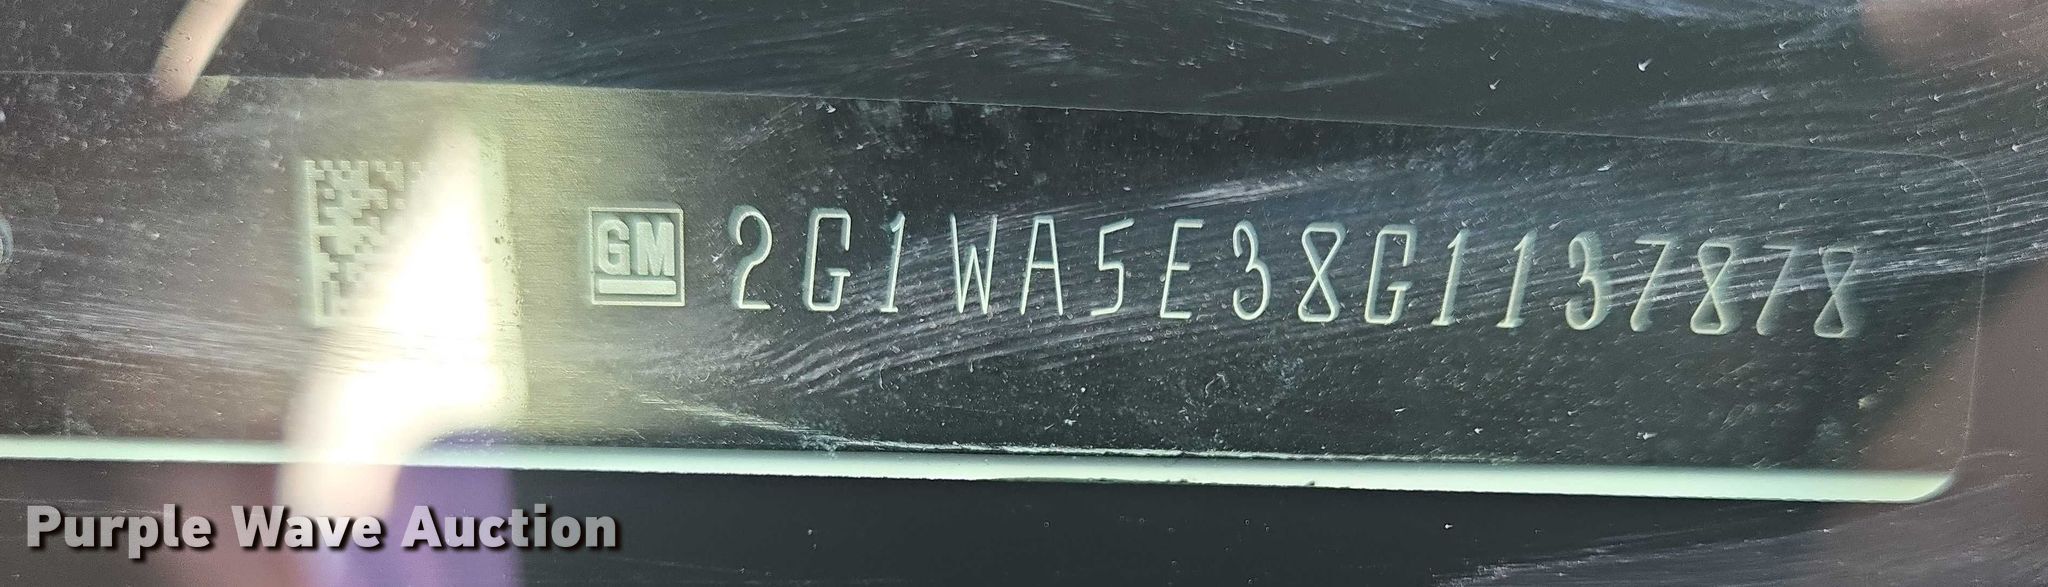 GM 2G1WA5E38G1137878
Purple Wave Auction